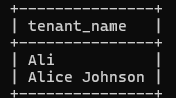 +---------------+
| tenant_name   |
+---------------+
| Ali           |
| Alice Johnson |
+---------------+